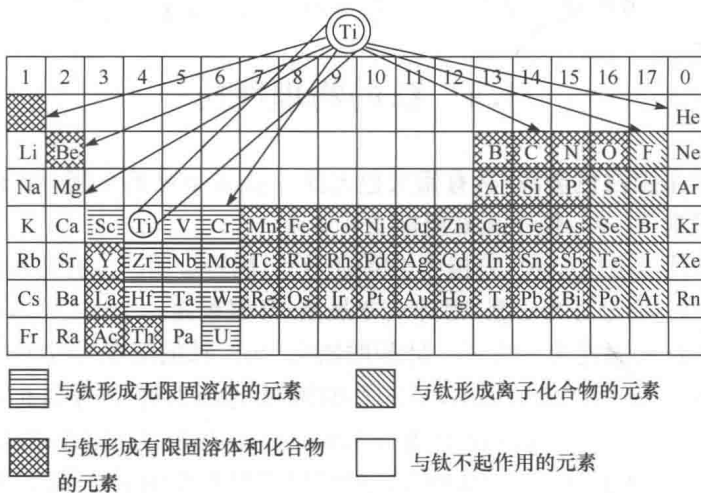 Ti
1 2 3 4 5 6 7 8 9 10 11 12 13 14 15 16 17 0
He
Li Be B C N O F Ne
Na Mg Al Si P S Cl Ar
K Ca Sc Ti V Cr Mn Fe Co Ni Cu Zn Ga Ge As Se Br Kr
Rb Sr Y Zr Nb Mo Tc Ru Rh Pd Ag Cd In Sn Sb Te I Xe
Cs Ba La Hf Ta W Re Os Ir Pt Au Hg T Pb Bi Po At Rn
Fr Ra Ac Th Pa U
与钛形成无限固溶体的元素
与钛形成离子化合物的元素
与钛形成有限固溶体和化合物
的元素
与钛不起作用的元素